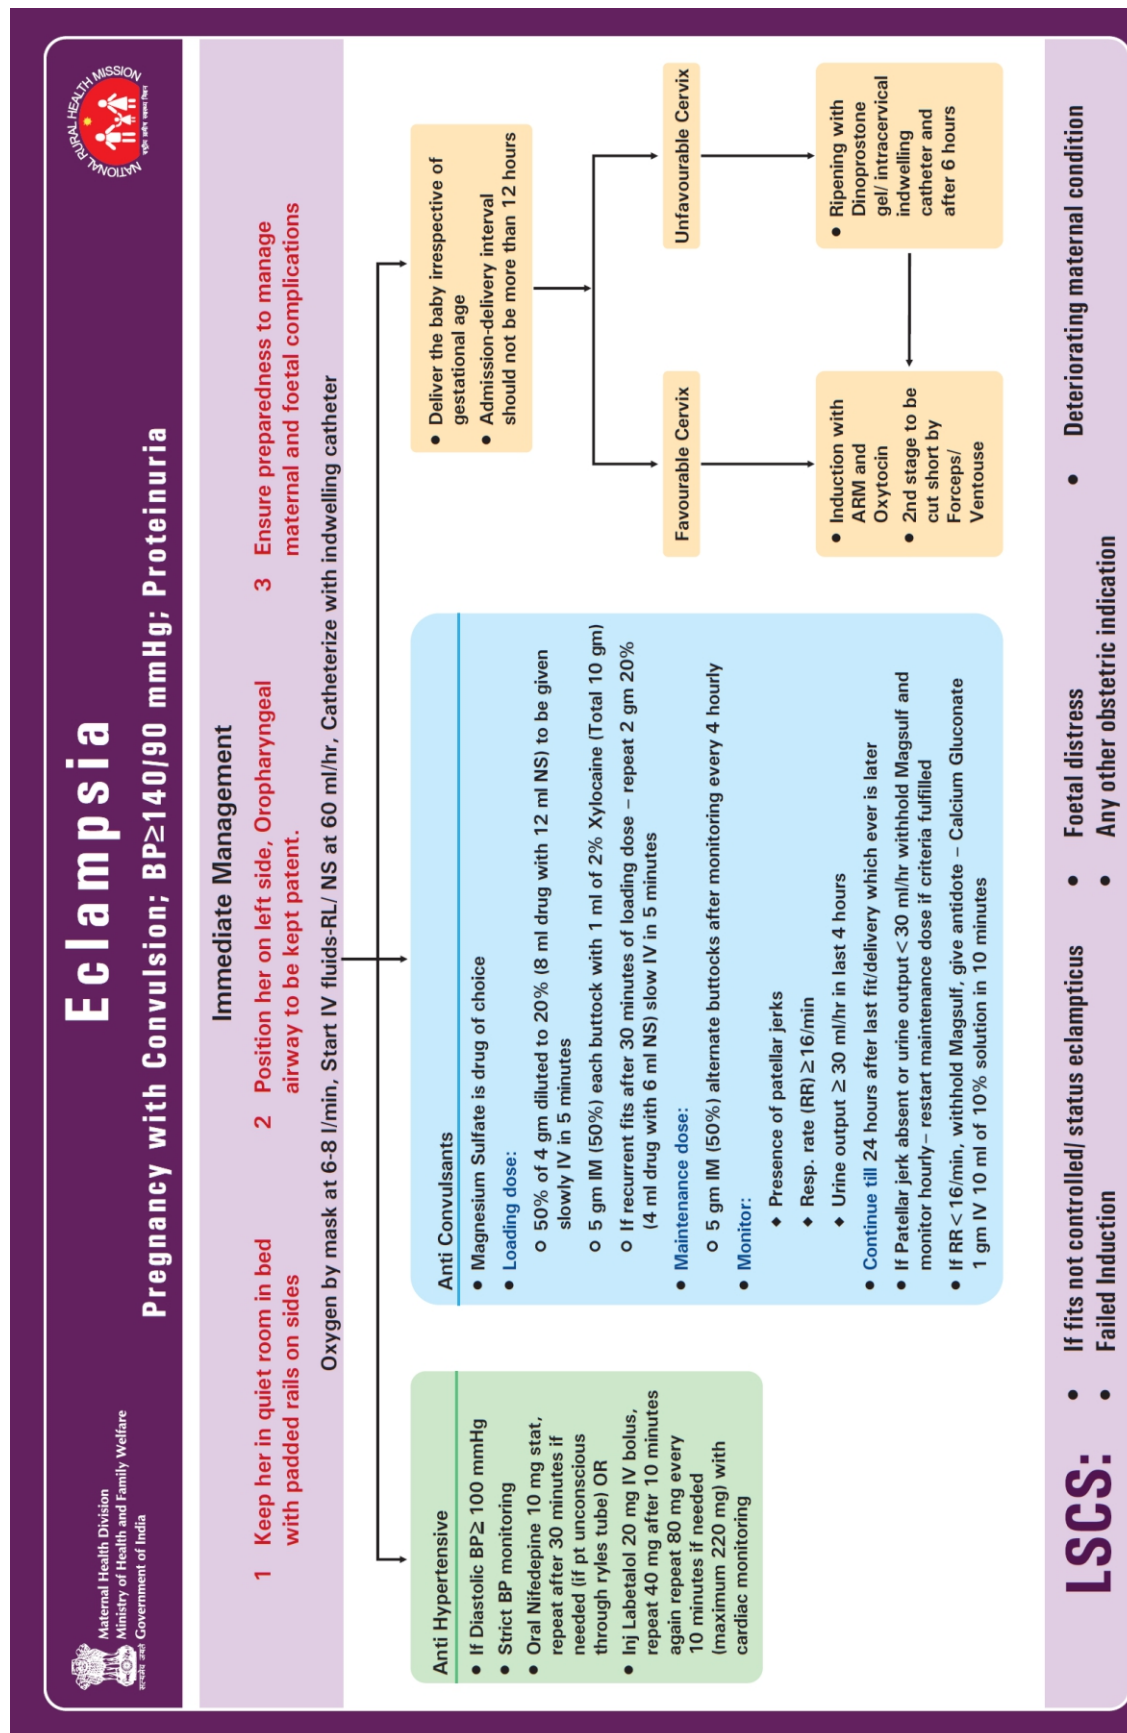 Maternal Health Division
Ministry of Health and Family Welfare
Government of India
सत्यमेव जयते
Eclampsia
Pregnancy with Convulsion; BP≥140/90 mmHg; Proteinuria
NATIONAL RURAL HEALTH MISSION
राष्ट्रीय ग्रामीण स्वास्थ्य मिशन
Immediate Management
1 Keep her in quiet room in bed
with padded rails on sides
2 Position her on left side, Oropharyngeal
airway to be kept patent.
3 Ensure preparedness to manage
maternal and foetal complications
Oxygen by mask at 6-8 l/min, Start IV fluids-RL/ NS at 60 ml/hr, Catheterize with indwelling catheter
Anti Hypertensive
● If Diastolic BP≥ 100 mmHg
● Strict BP monitoring
● Oral Nifedepine 10 mg stat,
repeat after 30 minutes if
needed (if pt unconscious
through ryles tube) OR
● Inj Labetalol 20 mg IV bolus,
repeat 40 mg after 10 minutes
again repeat 80 mg every
10 minutes if needed
(maximum 220 mg) with
cardiac monitoring
Anti Convulsants
● Magnesium Sulfate is drug of choice
● Loading dose:
○ 50% of 4 gm diluted to 20% (8 ml drug with 12 ml NS) to be given
slowly IV in 5 minutes
○ 5 gm IM (50%) each buttock with 1 ml of 2% Xylocaine (Total 10 gm)
○ If recurrent fits after 30 minutes of loading dose – repeat 2 gm 20%
(4 ml drug with 6 ml NS) slow IV in 5 minutes
● Maintenance dose:
○ 5 gm IM (50%) alternate buttocks after monitoring every 4 hourly
● Monitor:
◆ Presence of patellar jerks
◆ Resp. rate (RR) ≥ 16/min
◆ Urine output ≥ 30 ml/hr in last 4 hours
● Continue till 24 hours after last fit/delivery which ever is later
● If Patellar jerk absent or urine output < 30 ml/hr withhold Magsulf and
monitor hourly– restart maintenance dose if criteria fulfilled
● If RR < 16/min, withhold Magsulf, give antidote – Calcium Gluconate
1 gm IV 10 ml of 10% solution in 10 minutes
● Deliver the baby irrespective of
gestational age
● Admission-delivery interval
should not be more than 12 hours
Favourable Cervix
Unfavourable Cervix
● Induction with
ARM and
Oxytocin
● 2nd stage to be
cut short by
Forceps/
Ventouse
● Ripening with
Dinoprostone
gel/ intracervical
indwelling
catheter and
after 6 hours
LSCS:
● If fits not controlled/ status eclampticus
● Foetal distress
● Deteriorating maternal condition
● Failed Induction
● Any other obstetric indication